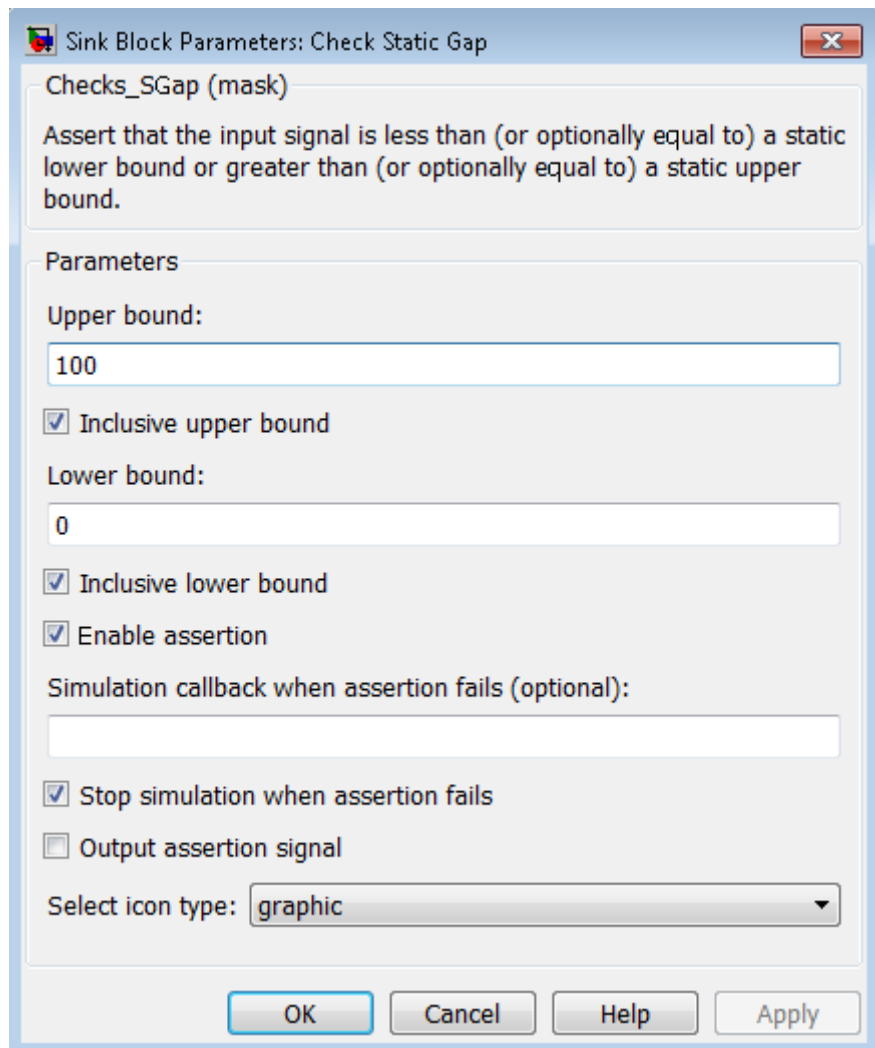 Sink Block Parameters: Check Static Gap
Checks_SGap (mask)
Assert that the input signal is less than (or optionally equal to) a static
lower bound or greater than (or optionally equal to) a static upper
bound.
Parameters
Upper bound:
100
Inclusive upper bound
Lower bound:
0
Inclusive lower bound
Enable assertion
Simulation callback when assertion fails (optional):
Stop simulation when assertion fails
Output assertion signal
Select icon type: graphic
OK Cancel Help Apply